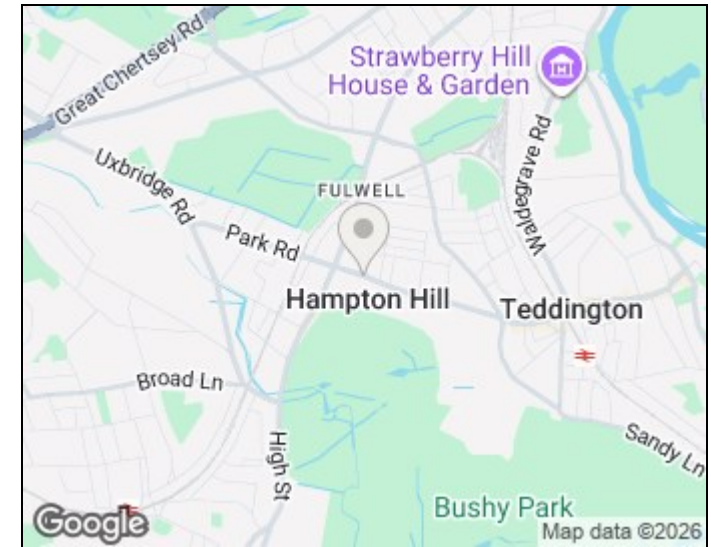 Great Chertsey Rd
Strawberry Hill
House & Garden
Uxbridge Rd
Waldegrave Rd
FULWELL
Park Rd
Hampton Hill
Teddington
Broad Ln
High St
Sandy Ln
Bushy Park
Google
Map data ©2026